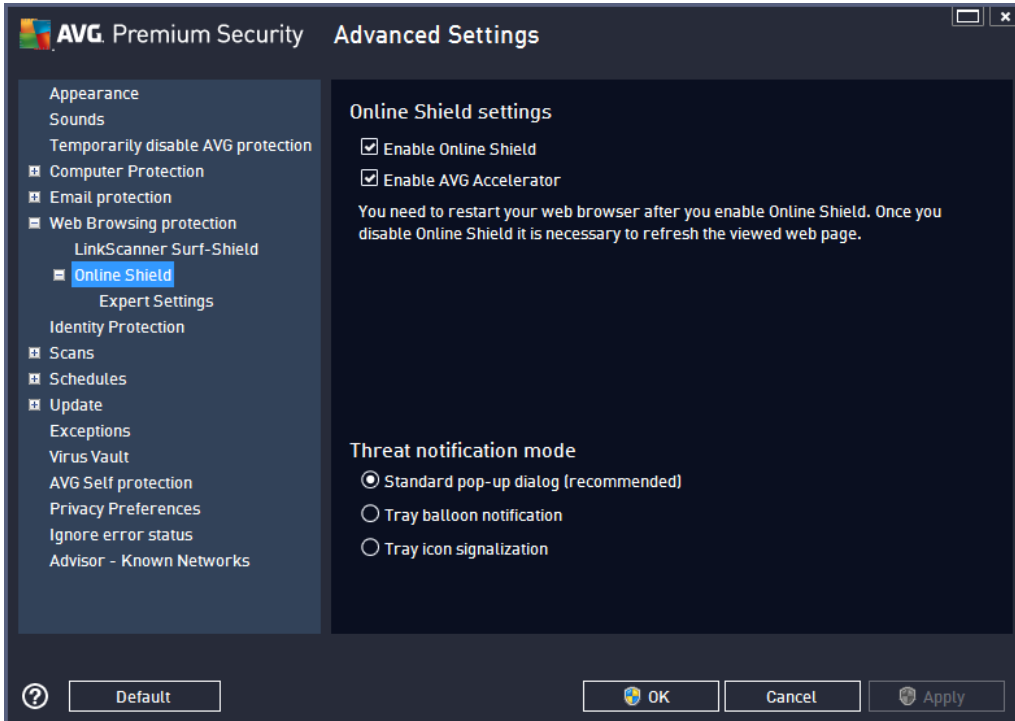 AVG. Premium Security Advanced Settings
Appearance
Sounds
Temporarily disable AVG protection
Computer Protection
Email protection
Web Browsing protection
LinkScanner Surf-Shield
Online Shield
Expert Settings
Identity Protection
Scans
Schedules
Update
Exceptions
Virus Vault
AVG Self protection
Privacy Preferences
Ignore error status
Advisor - Known Networks
Online Shield settings
Enable Online Shield
Enable AVG Accelerator
You need to restart your web browser after you enable Online Shield. Once you
disable Online Shield it is necessary to refresh the viewed web page.
Threat notification mode
Standard pop-up dialog (recommended)
Tray balloon notification
Tray icon signalization
? Default OK Cancel Apply